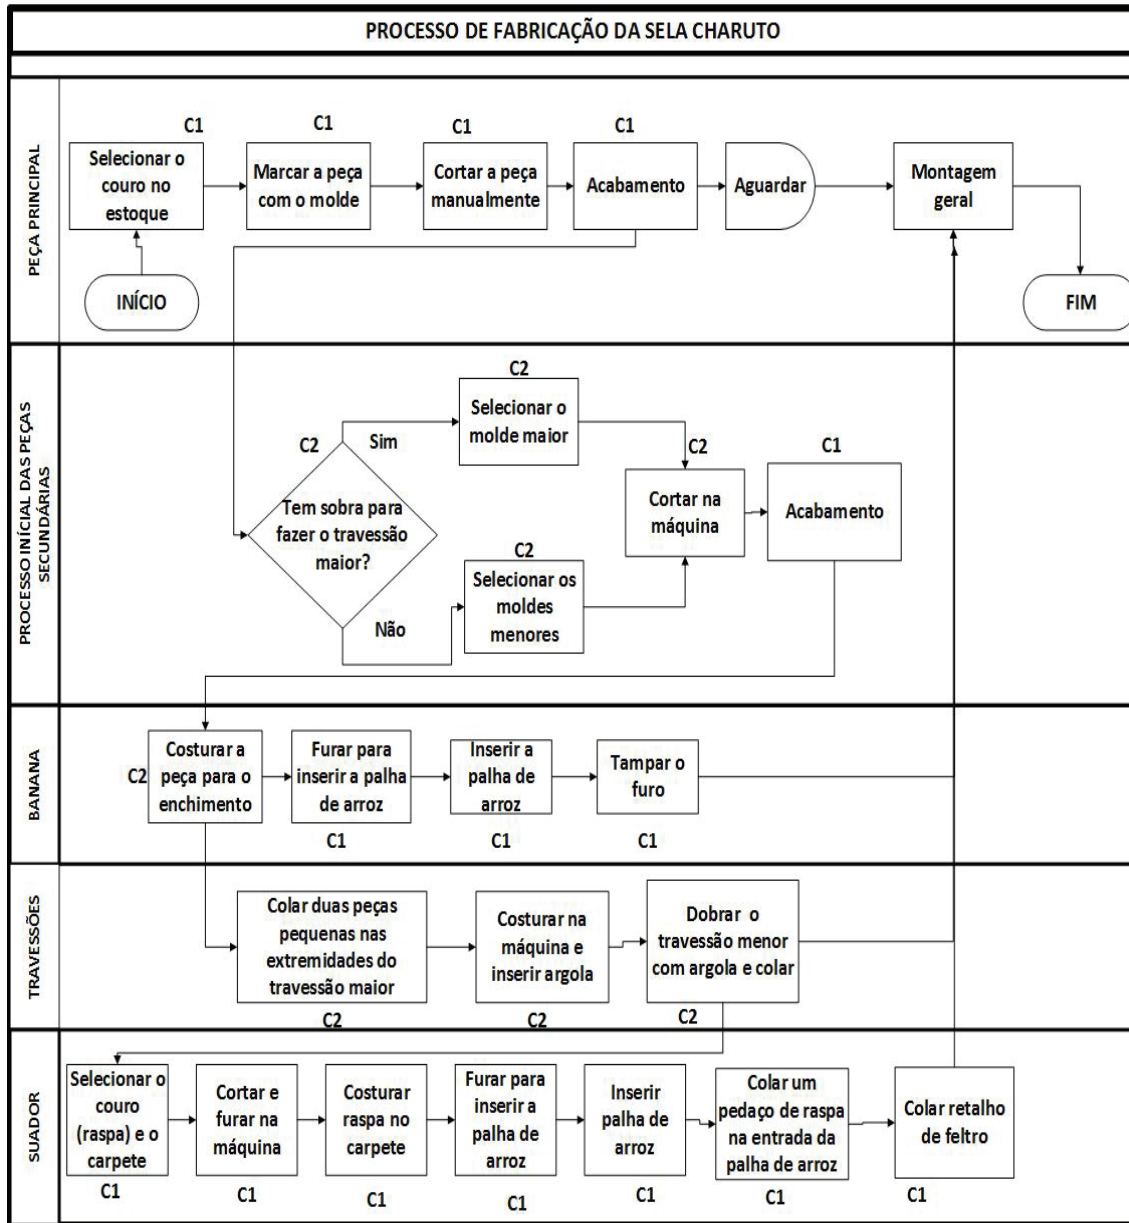 PROCESSO DE FABRICAÇÃO DA SELA CHARUTO
PEÇA PRINCIPAL
C1
C1
C1
C1
Selecionar o
couro no
estoque
Marcar a peça
com o molde
Cortar a peça
manualmente
Acabamento
Aguardar
Montagem
geral
INÍCIO
FIM
PROCESSO INÍCIAL DAS PEÇAS
SECUNDÁRIAS
C2
Selecionar o
molde maior
C2
Sim
C2
C1
Tem sobra para
fazer o travessão
maior?
Cortar na
máquina
Acabamento
C2
Selecionar os
moldes
menores
Não
BANANA
C2
Costurar a
peça para o
enchimento
Furar para
inserir a palha
de arroz
Inserir a
palha de
arroz
Tampar o
furo
C1
C1
C1
TRAVESSÕES
Colar duas peças
pequenas nas
extremidades do
travessão maior
Costurar na
máquina e
inserir argola
Dobrar o
travessão menor
com argola e colar
C2
C2
C2
SUADOR
Selecionar o
couro
(raspa) e o
carpete
Cortar e
furar na
máquina
Costurar
raspa no
carpete
Furar para
inserir a
palha de
arroz
Inserir
palha de
arroz
Colar um
pedaço de raspa
na entrada da
palha de arroz
Colar retalho
de feltro
C1
C1
C1
C1
C1
C1
C1